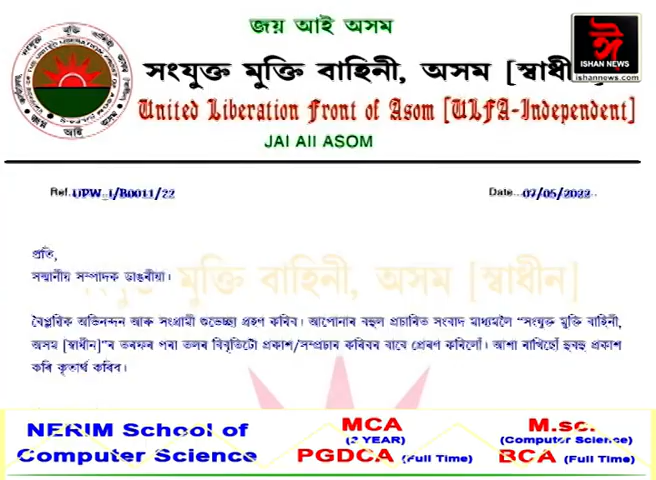 জয় আই অসম
ঈ
ISHAN NEWS
ishannews.com
সংযুক্ত মুক্তি বাহিনী, অসম [স্বাধীন]
United Liberation Front of Asom [ULFA-Independent]
JAI AII ASOM
Ref. UPW_I/B0011/22
Date...07/05/2022..
প্ৰতি,
সন্মানীয় সম্পাদক ডাঙৰীয়া।
মুক্তি বাহিনী, অসম [স্বাধীন]
বৈপ্লৱিক অভিনন্দন আৰু সংগ্ৰামী শুভেচ্ছা গ্ৰহণ কৰিব। আপোনাৰ বহুল প্ৰচাৰিত সংবাদ মাধ্যমলৈ “সংযুক্ত মুক্তি বাহিনী,
অসম [স্বাধীন]”ৰ তৰফৰ পৰা তলৰ বিবৃতিটো প্ৰকাশ/সম্প্ৰচাৰ কৰিবৰ বাবে প্ৰেৰণ কৰিলোঁ। আশা ৰাখিছোঁ হুবহু প্ৰকাশ
কৰি কৃতাৰ্থ কৰিব।
NERIM School of
Computer Science
MCA
(2 YEAR)
PGDCA (Full Time)
M.sc.
(Computer Science)
BCA (Full Time)